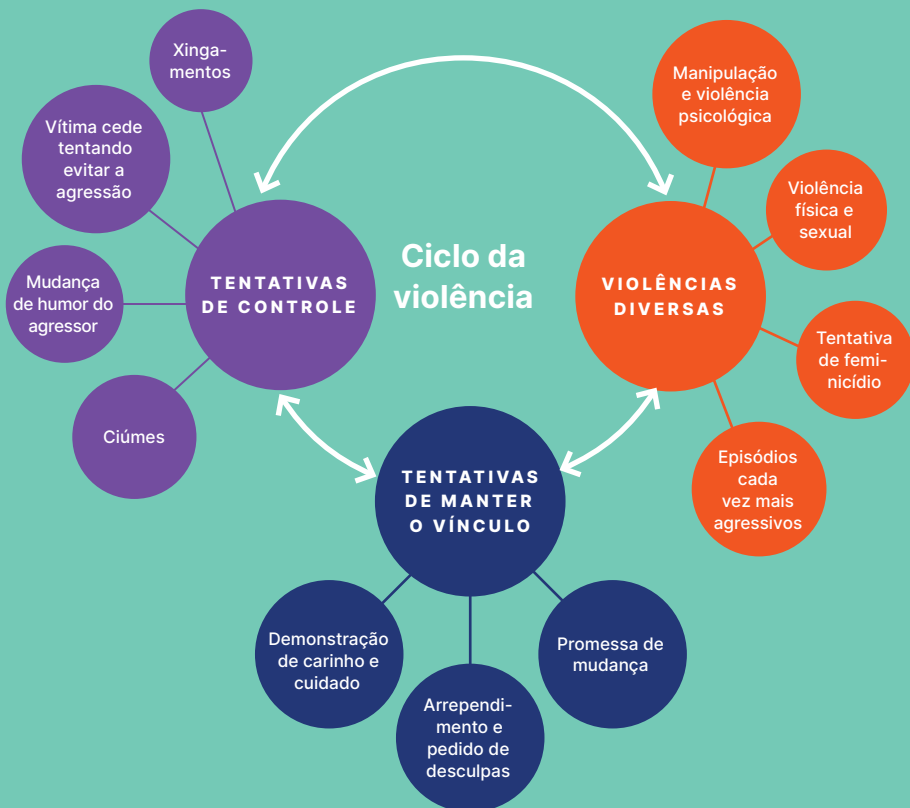 Ciclo da
violência
TENTATIVAS
DE CONTROLE
Xinga-
mentos
Vítima cede
tentando
evitar a
agressão
Mudança
de humor do
agressor
Ciúmes
VIOLÊNCIAS
DIVERSAS
Manipulação
e violência
psicológica
Violência
física e
sexual
Tentativa
de femi-
nicídio
Episódios
cada
vez mais
agressivos
TENTATIVAS
DE MANTER
O VÍNCULO
Demonstração
de carinho e
cuidado
Arrependi-
mento e
pedido de
desculpas
Promessa de
mudança